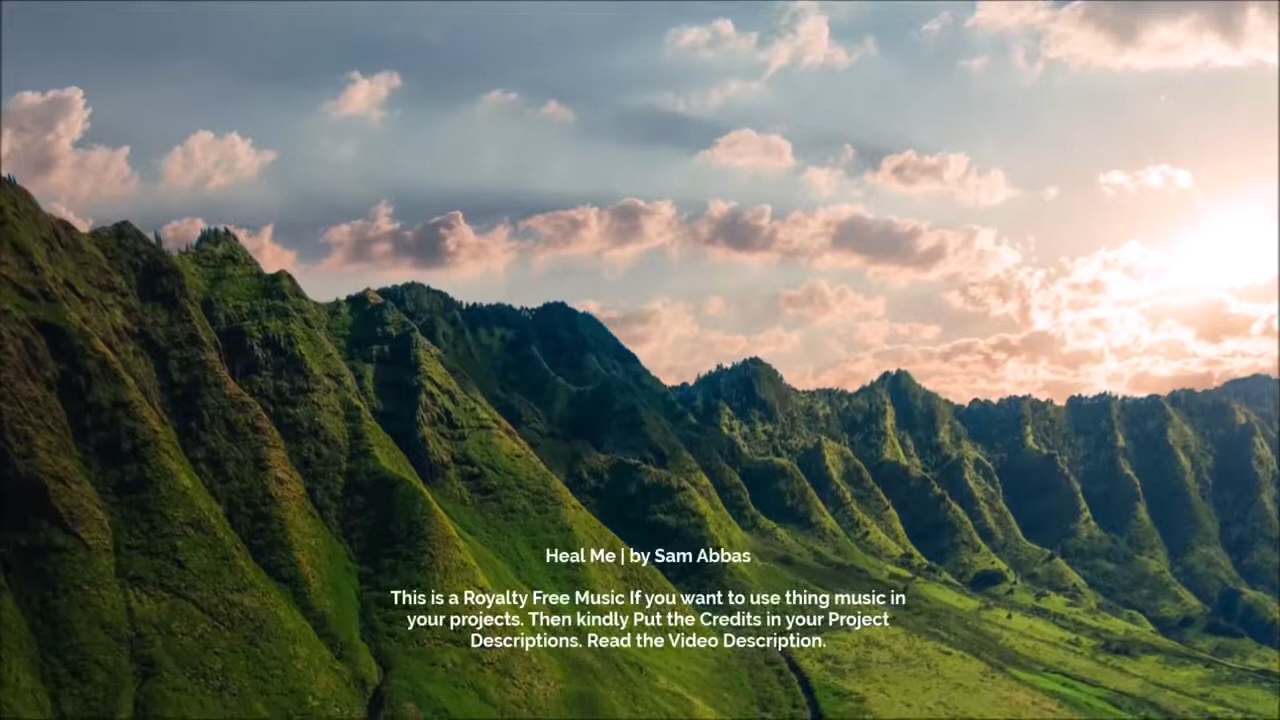 Heal Me | by Sam Abbas
This is a Royalty Free Music If you want to use thing music in
your projects. Then kindly Put the Credits in your Project
Descriptions. Read the Video Description.